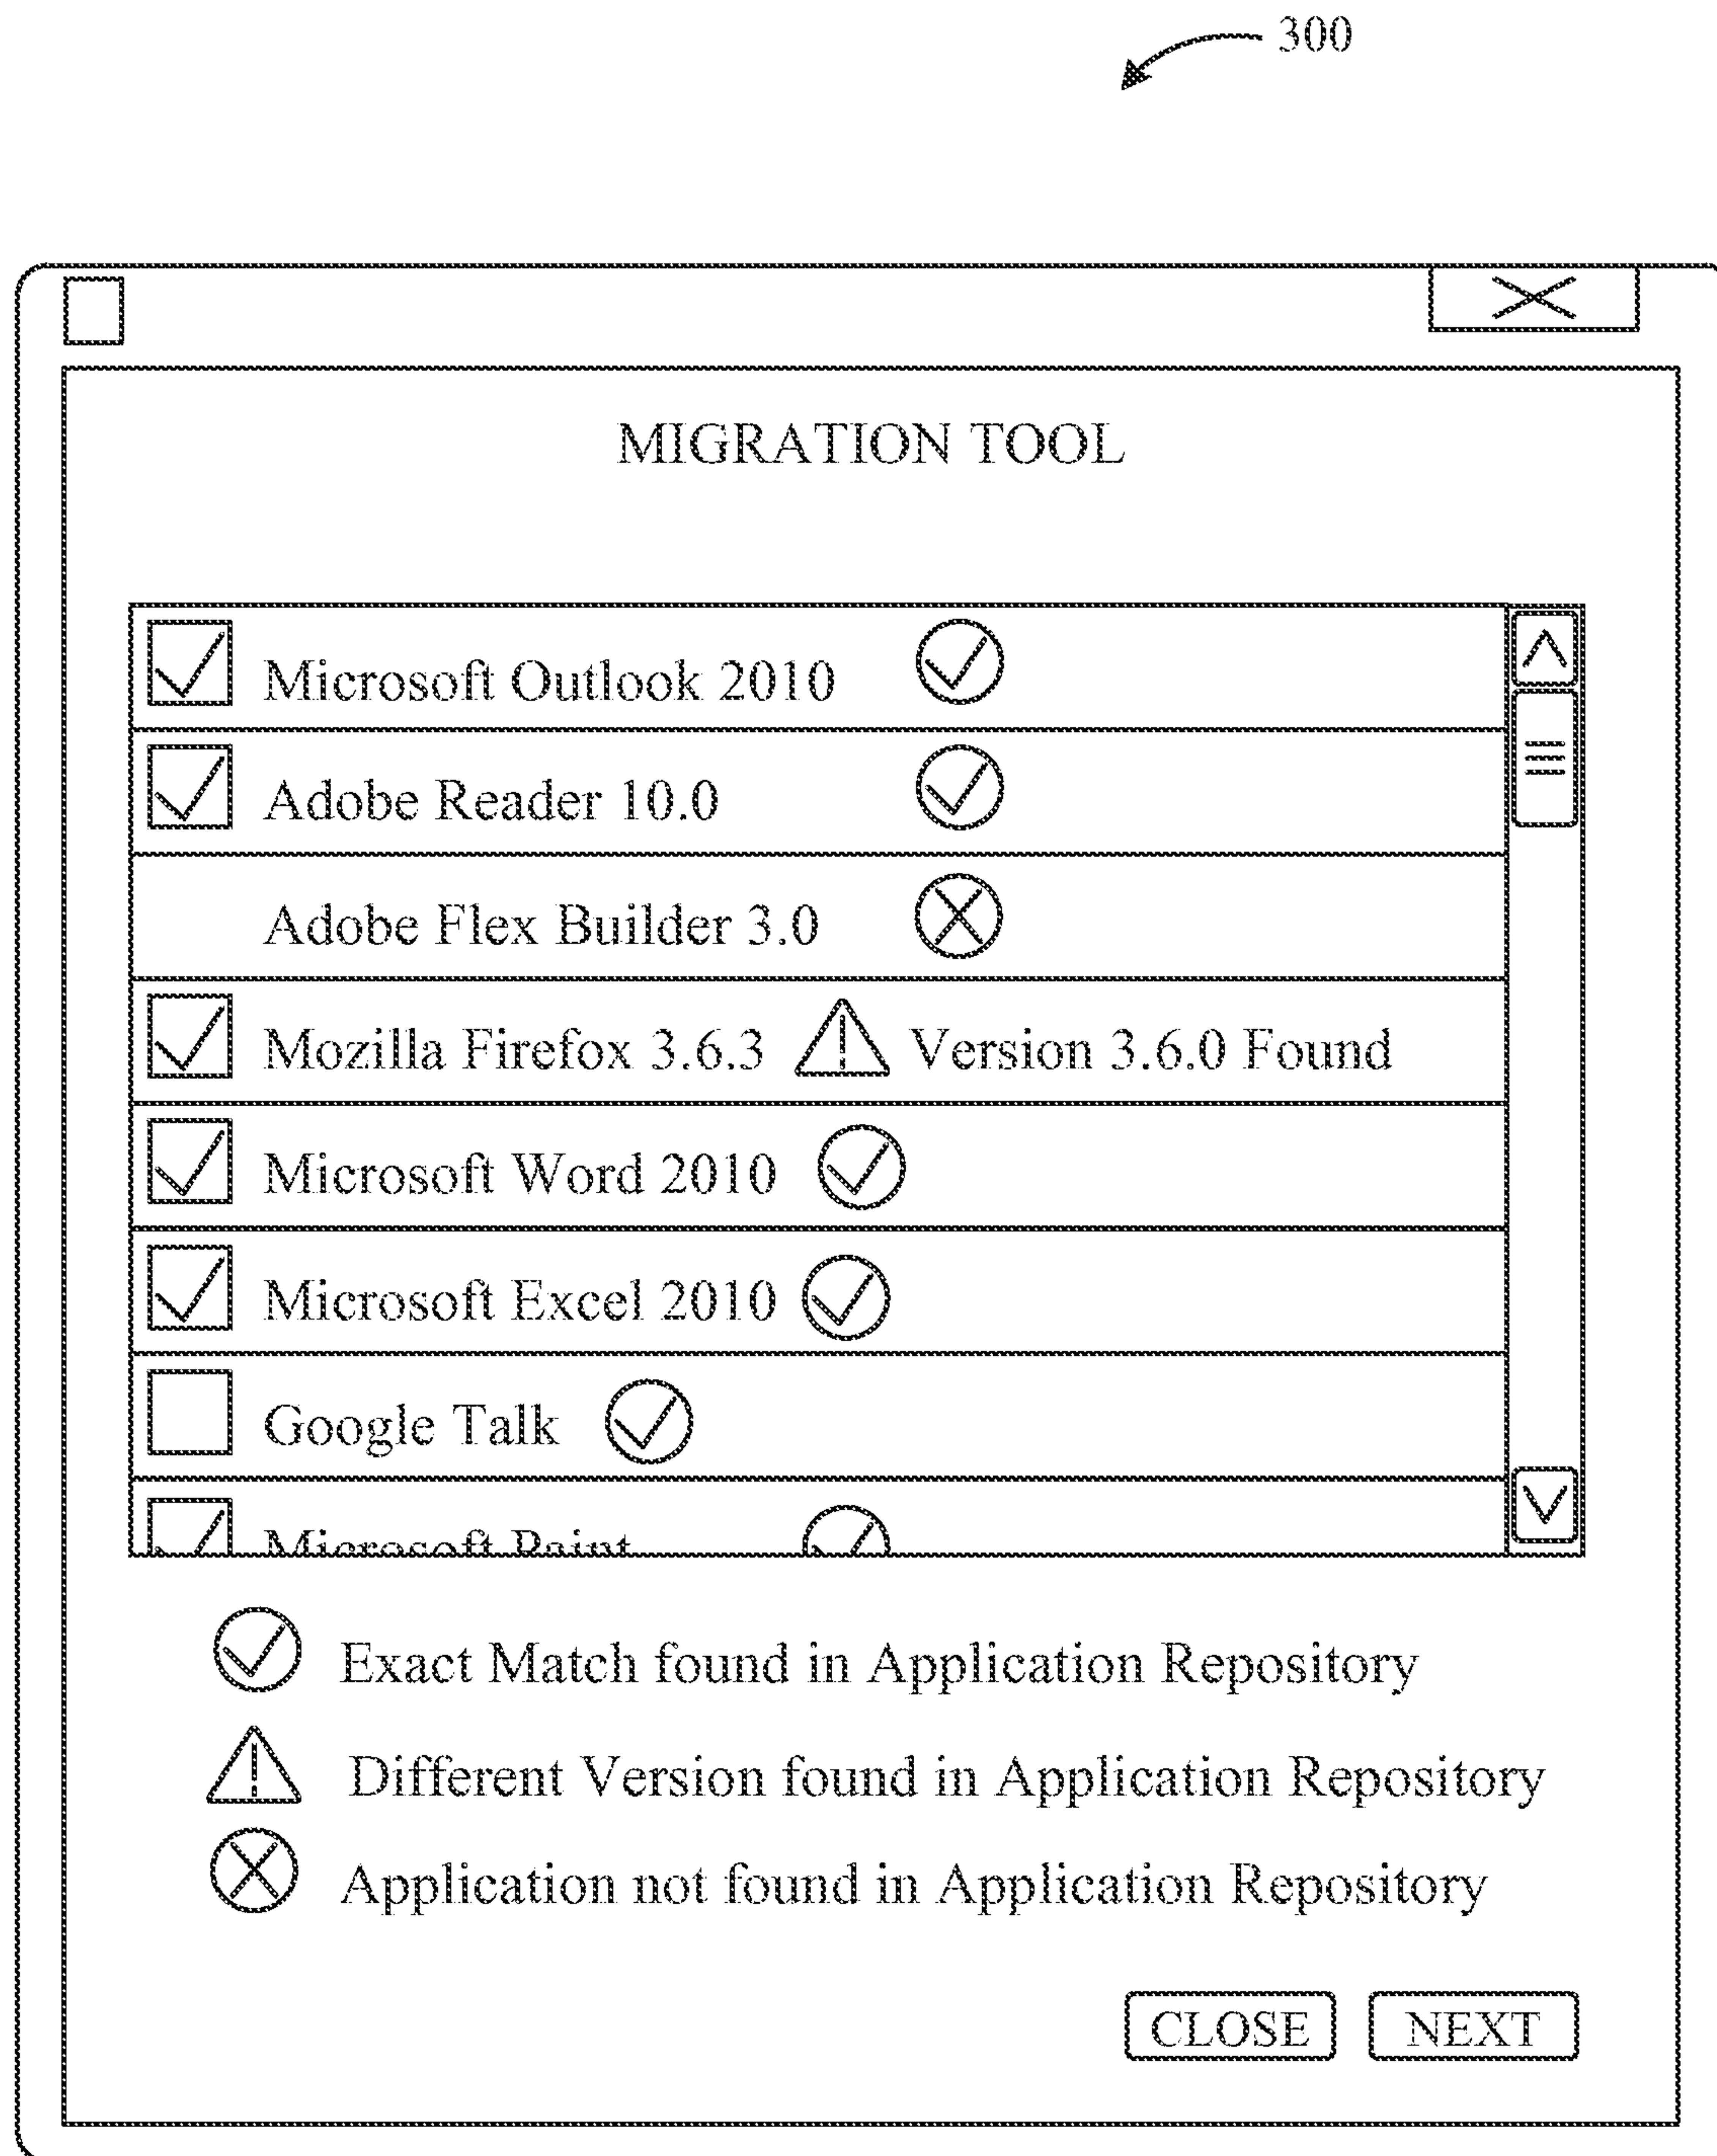 300
MIGRATION TOOL
Microsoft Outlook 2010
Adobe Reader 10.0
Adobe Flex Builder 3.0
Mozilla Firefox 3.6.3 Version 3.6.0 Found
Microsoft Word 2010
Microsoft Excel 2010
Google Talk
Microsoft Paint
Exact Match found in Application Repository
Different Version found in Application Repository
Application not found in Application Repository
CLOSE NEXT